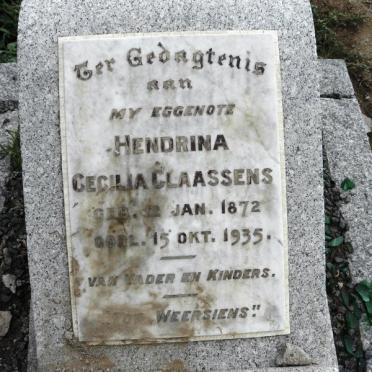 Ter Gedagtenis
aan
MY EGGENOTE
HENDRINA
CECILIA CLAASSENS
GEB. JAN. 1872
OORL. 15 OKT. 1935.
VAN VADER EN KINDERS.
WEERSIENS."